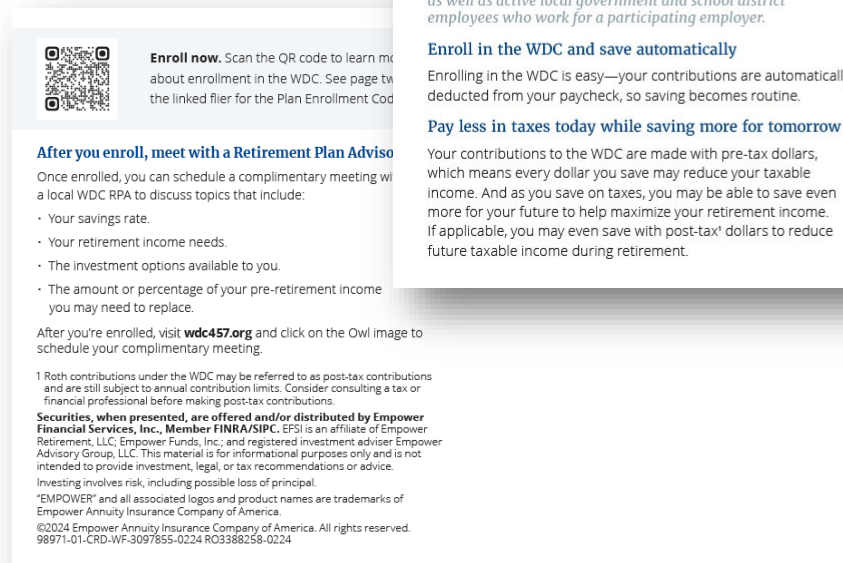 as well as active local government and school district
employees who work for a participating employer.
Enroll in the WDC and save automatically
Enrolling in the WDC is easy—your contributions are automaticall
deducted from your paycheck, so saving becomes routine.
Pay less in taxes today while saving more for tomorrow
Your contributions to the WDC are made with pre-tax dollars,
which means every dollar you save may reduce your taxable
income. And as you save on taxes, you may be able to save even
more for your future to help maximize your retirement income.
If applicable, you may even save with post-tax¹ dollars to reduce
future taxable income during retirement.
Enroll now. Scan the QR code to learn mo
about enrollment in the WDC. See page tw
the linked flier for the Plan Enrollment Cod
After you enroll, meet with a Retirement Plan Adviso
Once enrolled, you can schedule a complimentary meeting wi
a local WDC RPA to discuss topics that include:
· Your savings rate.
· Your retirement income needs.
· The investment options available to you.
· The amount or percentage of your pre-retirement income
you may need to replace.
After you’re enrolled, visit wdc457.org and click on the Owl image to
schedule your complimentary meeting.
1 Roth contributions under the WDC may be referred to as post-tax contributions
and are still subject to annual contribution limits. Consider consulting a tax or
financial professional before making post-tax contributions.
Securities, when presented, are offered and/or distributed by Empower
Financial Services, Inc., Member FINRA/SIPC. EFSI is an affiliate of Empower
Retirement, LLC; Empower Funds, Inc.; and registered investment adviser Empower
Advisory Group, LLC. This material is for informational purposes only and is not
intended to provide investment, legal, or tax recommendations or advice.
Investing involves risk, including possible loss of principal.
“EMPOWER” and all associated logos and product names are trademarks of
Empower Annuity Insurance Company of America.
©2024 Empower Annuity Insurance Company of America. All rights reserved.
98971-01-CRD-WF-3097855-0224 RO3388258-0224